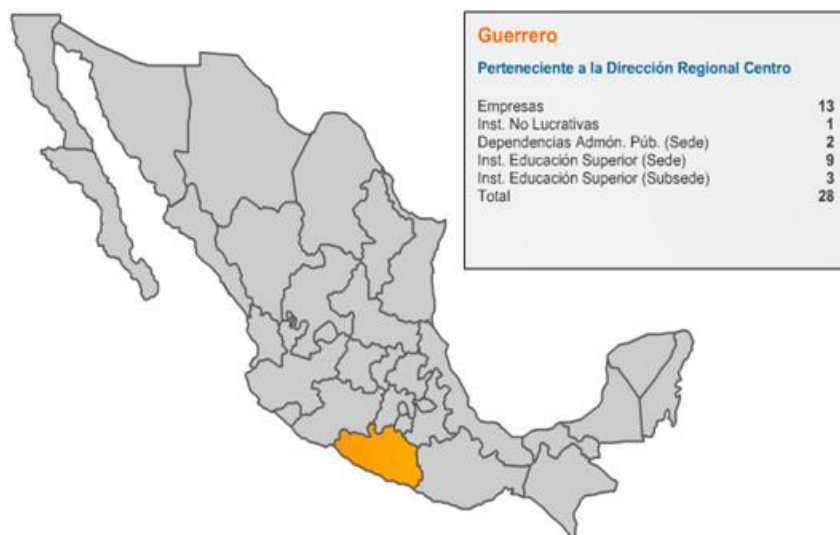 Guerrero
Perteneciente a la Dirección Regional Centro
Empresas 13
Inst. No Lucrativas 1
Dependencias Admón. Púb. (Sede) 2
Inst. Educación Superior (Sede) 9
Inst. Educación Superior (Subsede) 3
Total 28